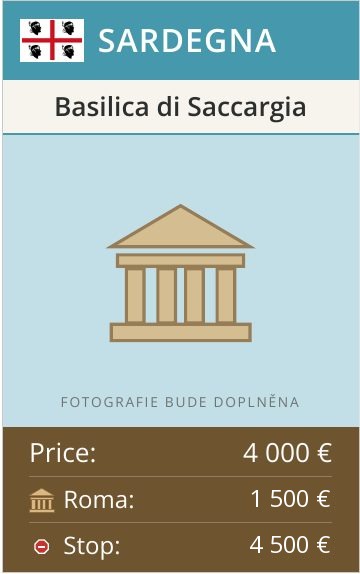 SARDEGNA
Basilica di Saccargia
FOTOGRAFIE BUDE DOPLNĚNA
Price: 4 000 €
Roma: 1 500 €
Stop: 4 500 €